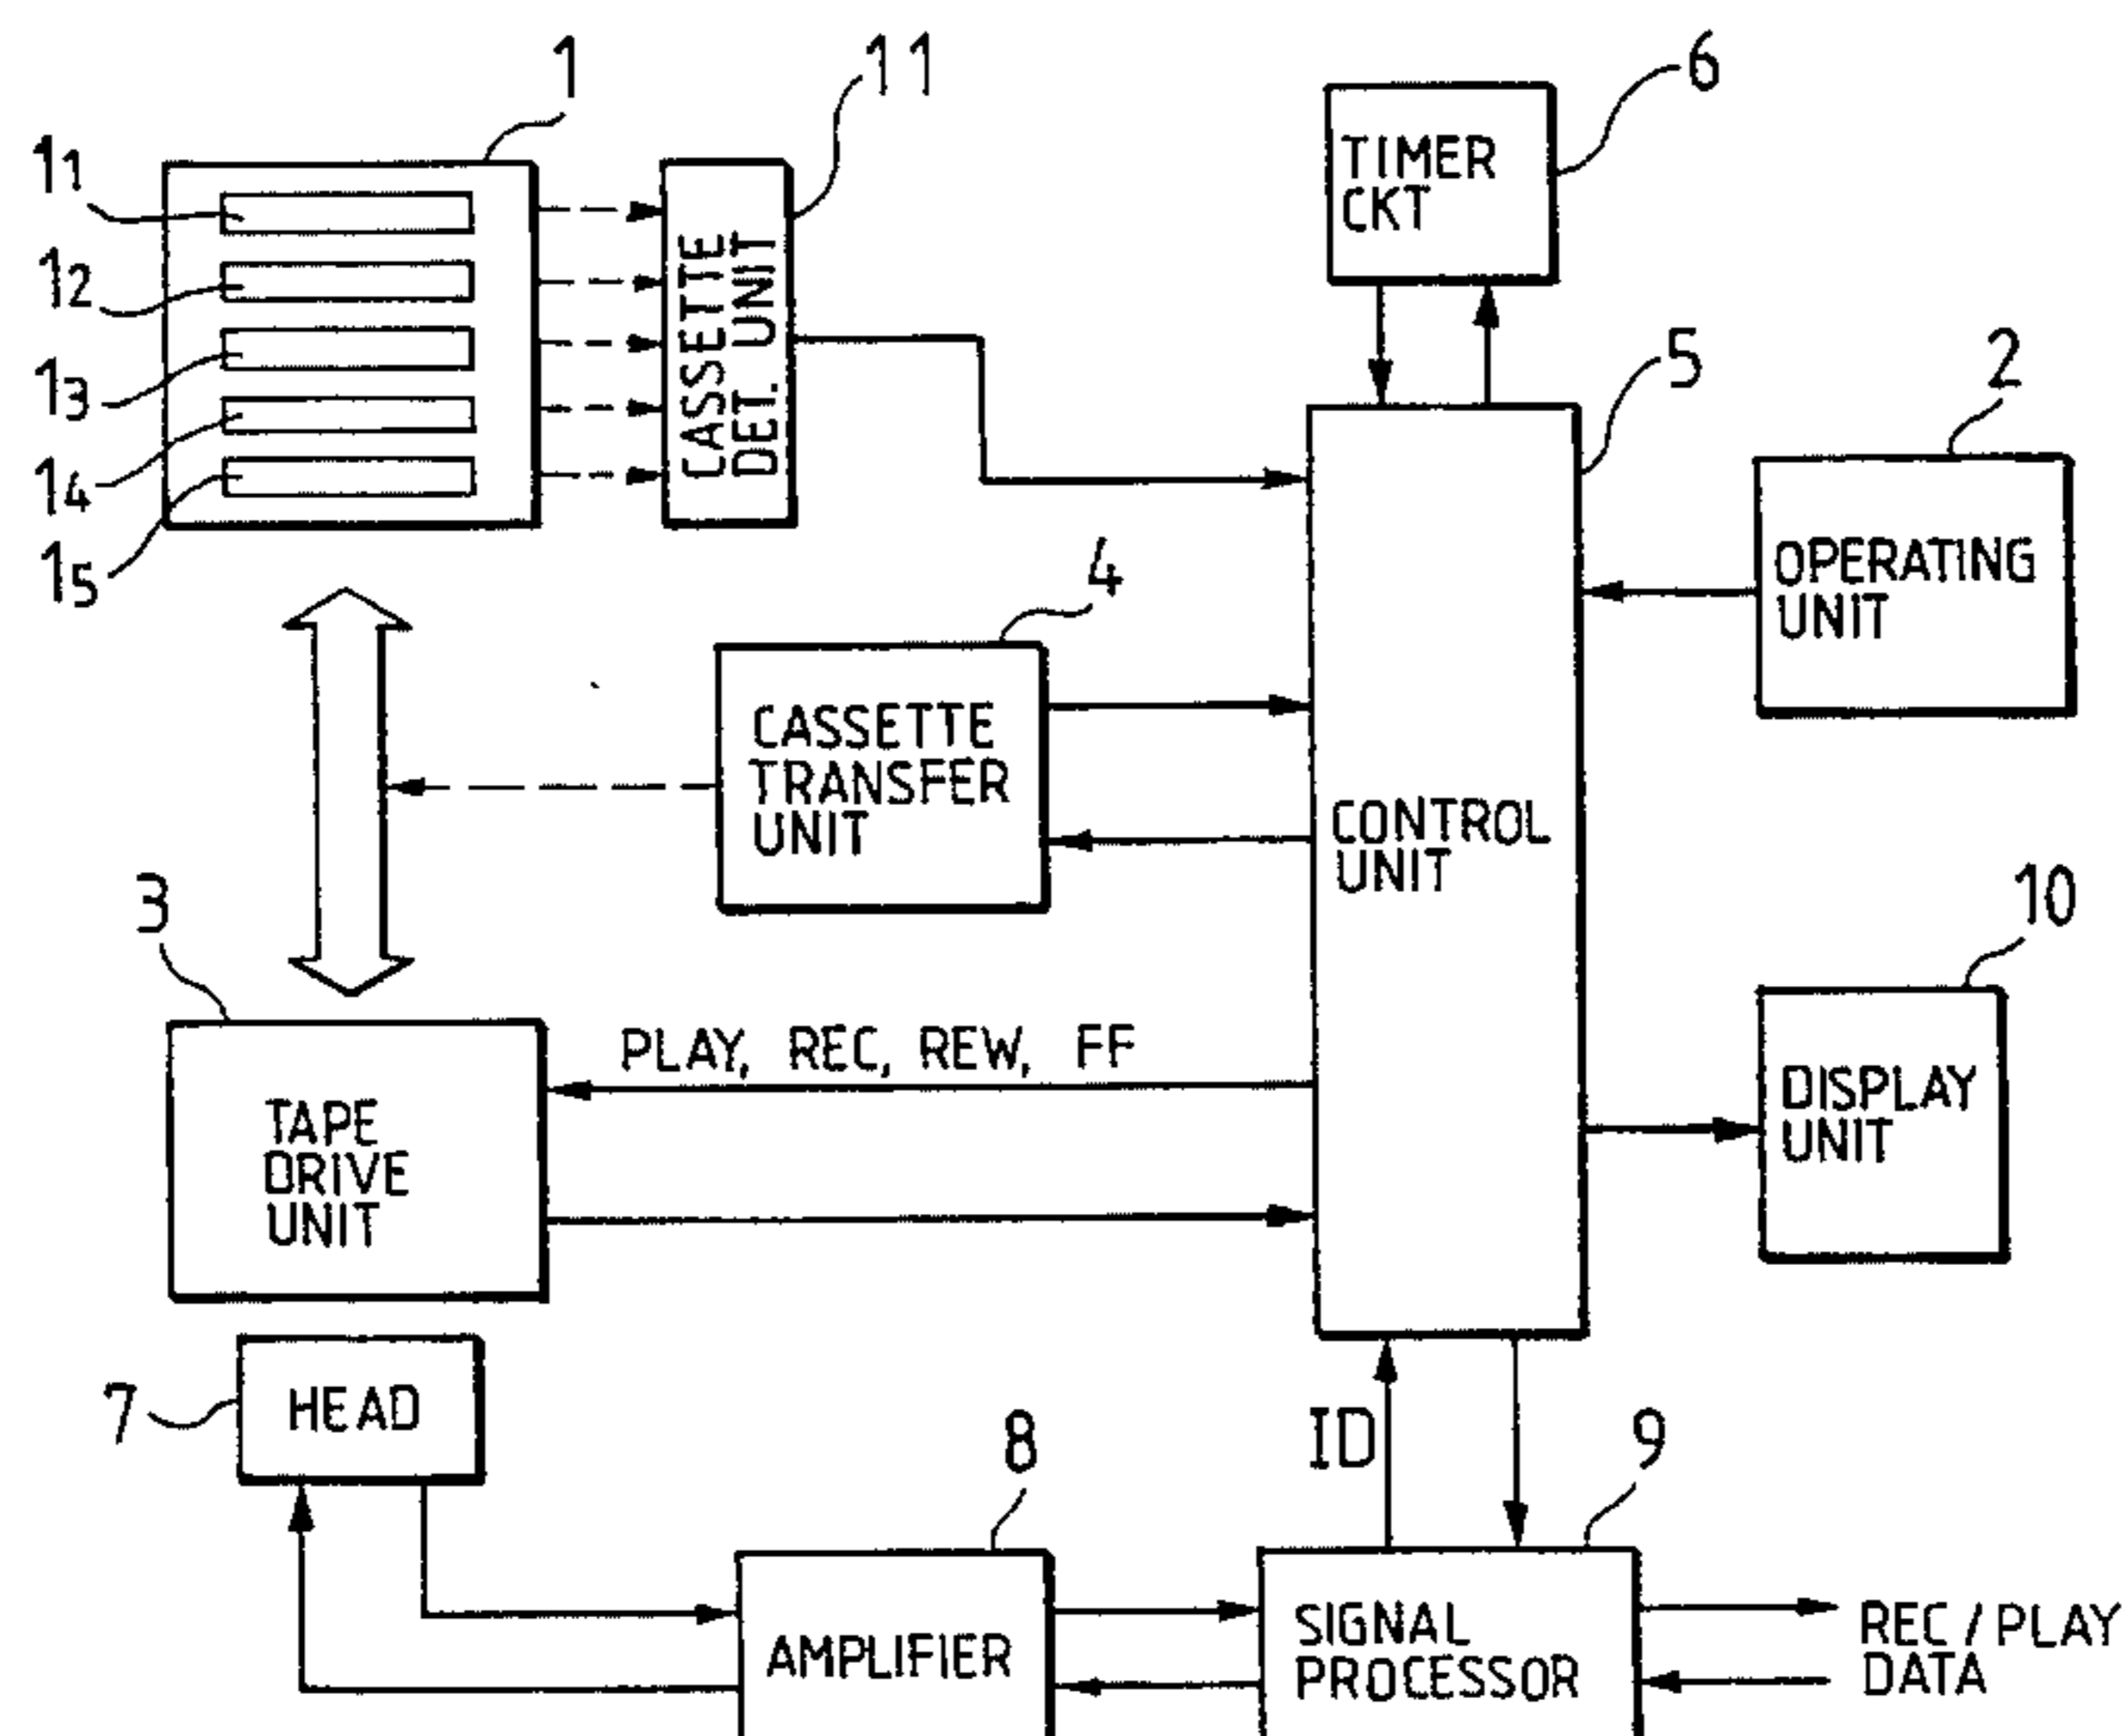 1
11
6
1₁
1₂
1₃
1₄
1₅
CASSETTE
DET. UNIT
TIMER
CKT
5
2
OPERATING
UNIT
4
CASSETTE
TRANSFER
UNIT
CONTROL
UNIT
3
10
PLAY, REC, REW, FF
TAPE
DRIVE
UNIT
DISPLAY
UNIT
7
HEAD
8
ID
9
AMPLIFIER
SIGNAL
PROCESSOR
REC/PLAY
DATA